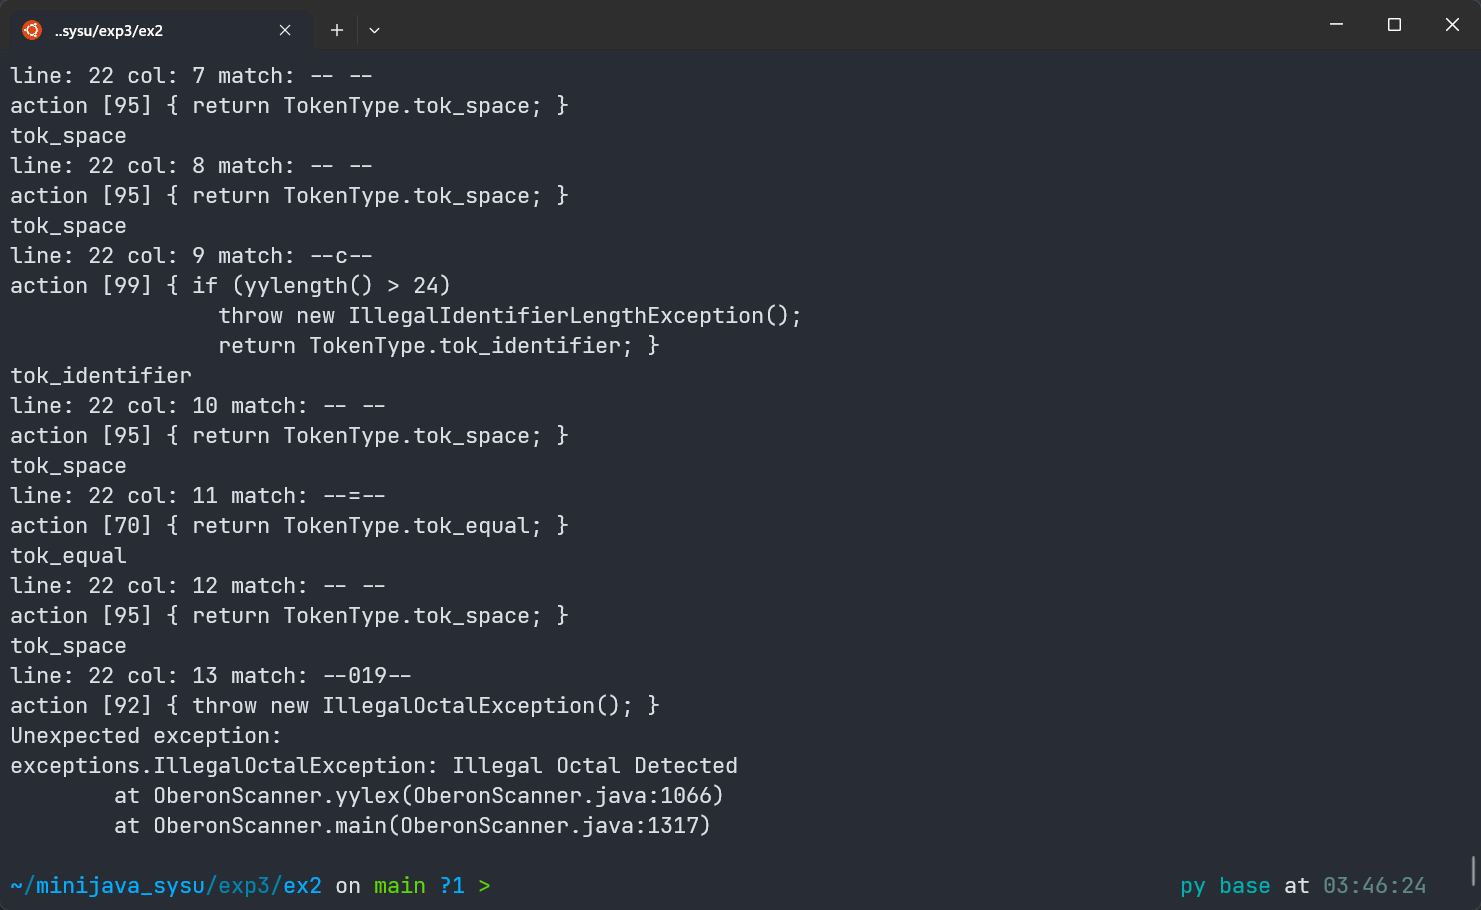 ..sysu/exp3/ex2
line: 22 col: 7 match: -- --
action [95] { return TokenType.tok_space; }
tok_space
line: 22 col: 8 match: -- --
action [95] { return TokenType.tok_space; }
tok_space
line: 22 col: 9 match: --c--
action [99] { if (yylength() > 24)
                throw new IllegalIdentifierLengthException();
                return TokenType.tok_identifier; }
tok_identifier
line: 22 col: 10 match: -- --
action [95] { return TokenType.tok_space; }
tok_space
line: 22 col: 11 match: --=--
action [70] { return TokenType.tok_equal; }
tok_equal
line: 22 col: 12 match: -- --
action [95] { return TokenType.tok_space; }
tok_space
line: 22 col: 13 match: --019--
action [92] { throw new IllegalOctalException(); }
Unexpected exception:
exceptions.IllegalOctalException: Illegal Octal Detected
        at OberonScanner.yylex(OberonScanner.java:1066)
        at OberonScanner.main(OberonScanner.java:1317)
~/minijava_sysu/exp3/ex2 on main ?1 > py base at 03:46:24